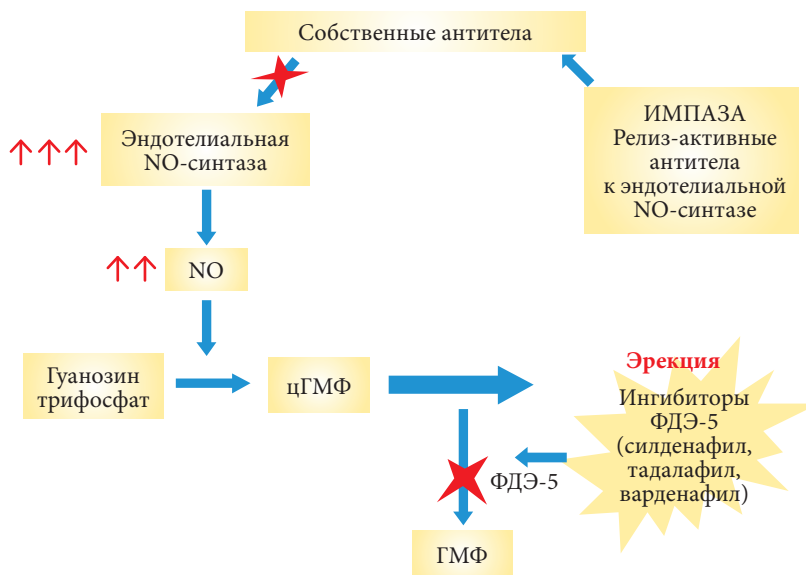 Собственные антитела
ИМПАЗА
Релиз-активные
антитела
к эндотелиальной
NO-синтазе
Эндотелиальная
NO-синтаза
NO
Гуанозин
трифосфат
цГМФ
Эрекция
Ингибиторы
ФДЭ-5
(силденафил,
тадалафил,
варденафил)
ФДЭ-5
ГМФ